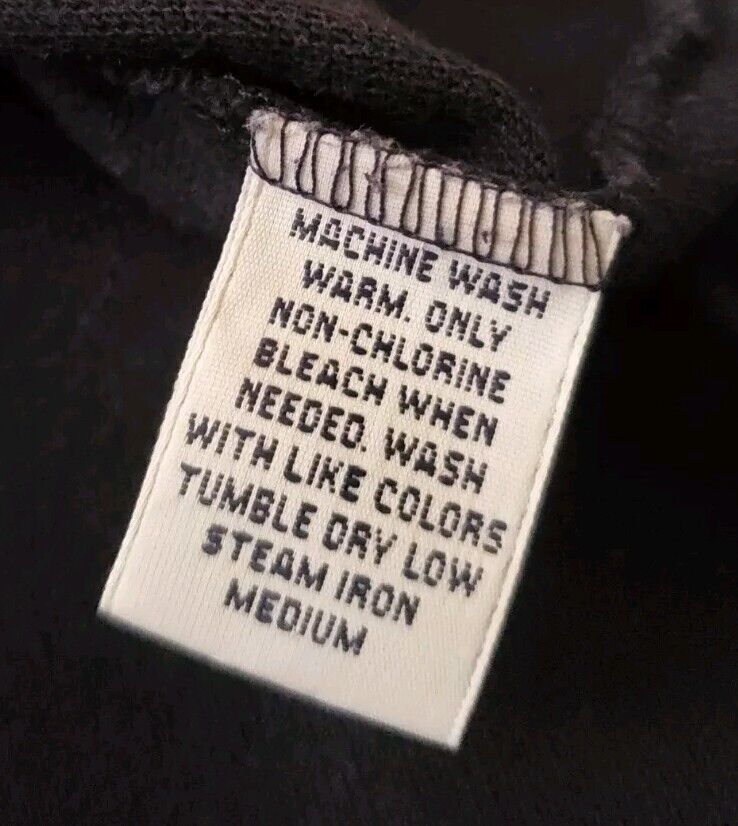 MACHINE WASH
WARM. ONLY
NON-CHLORINE
BLEACH WHEN
NEEDED. WASH
WITH LIKE COLORS
TUMBLE DRY LOW
STEAM IRON
MEDIUM